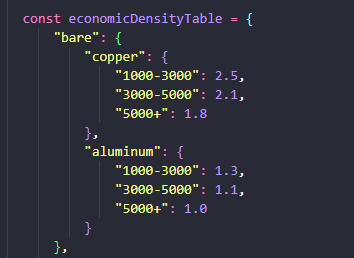 const economicDensityTable = {
"bare": {
"copper": {
"1000-3000": 2.5,
"3000-5000": 2.1,
"5000+": 1.8
},
"aluminum": {
"1000-3000": 1.3,
"3000-5000": 1.1,
"5000+": 1.0
}
},